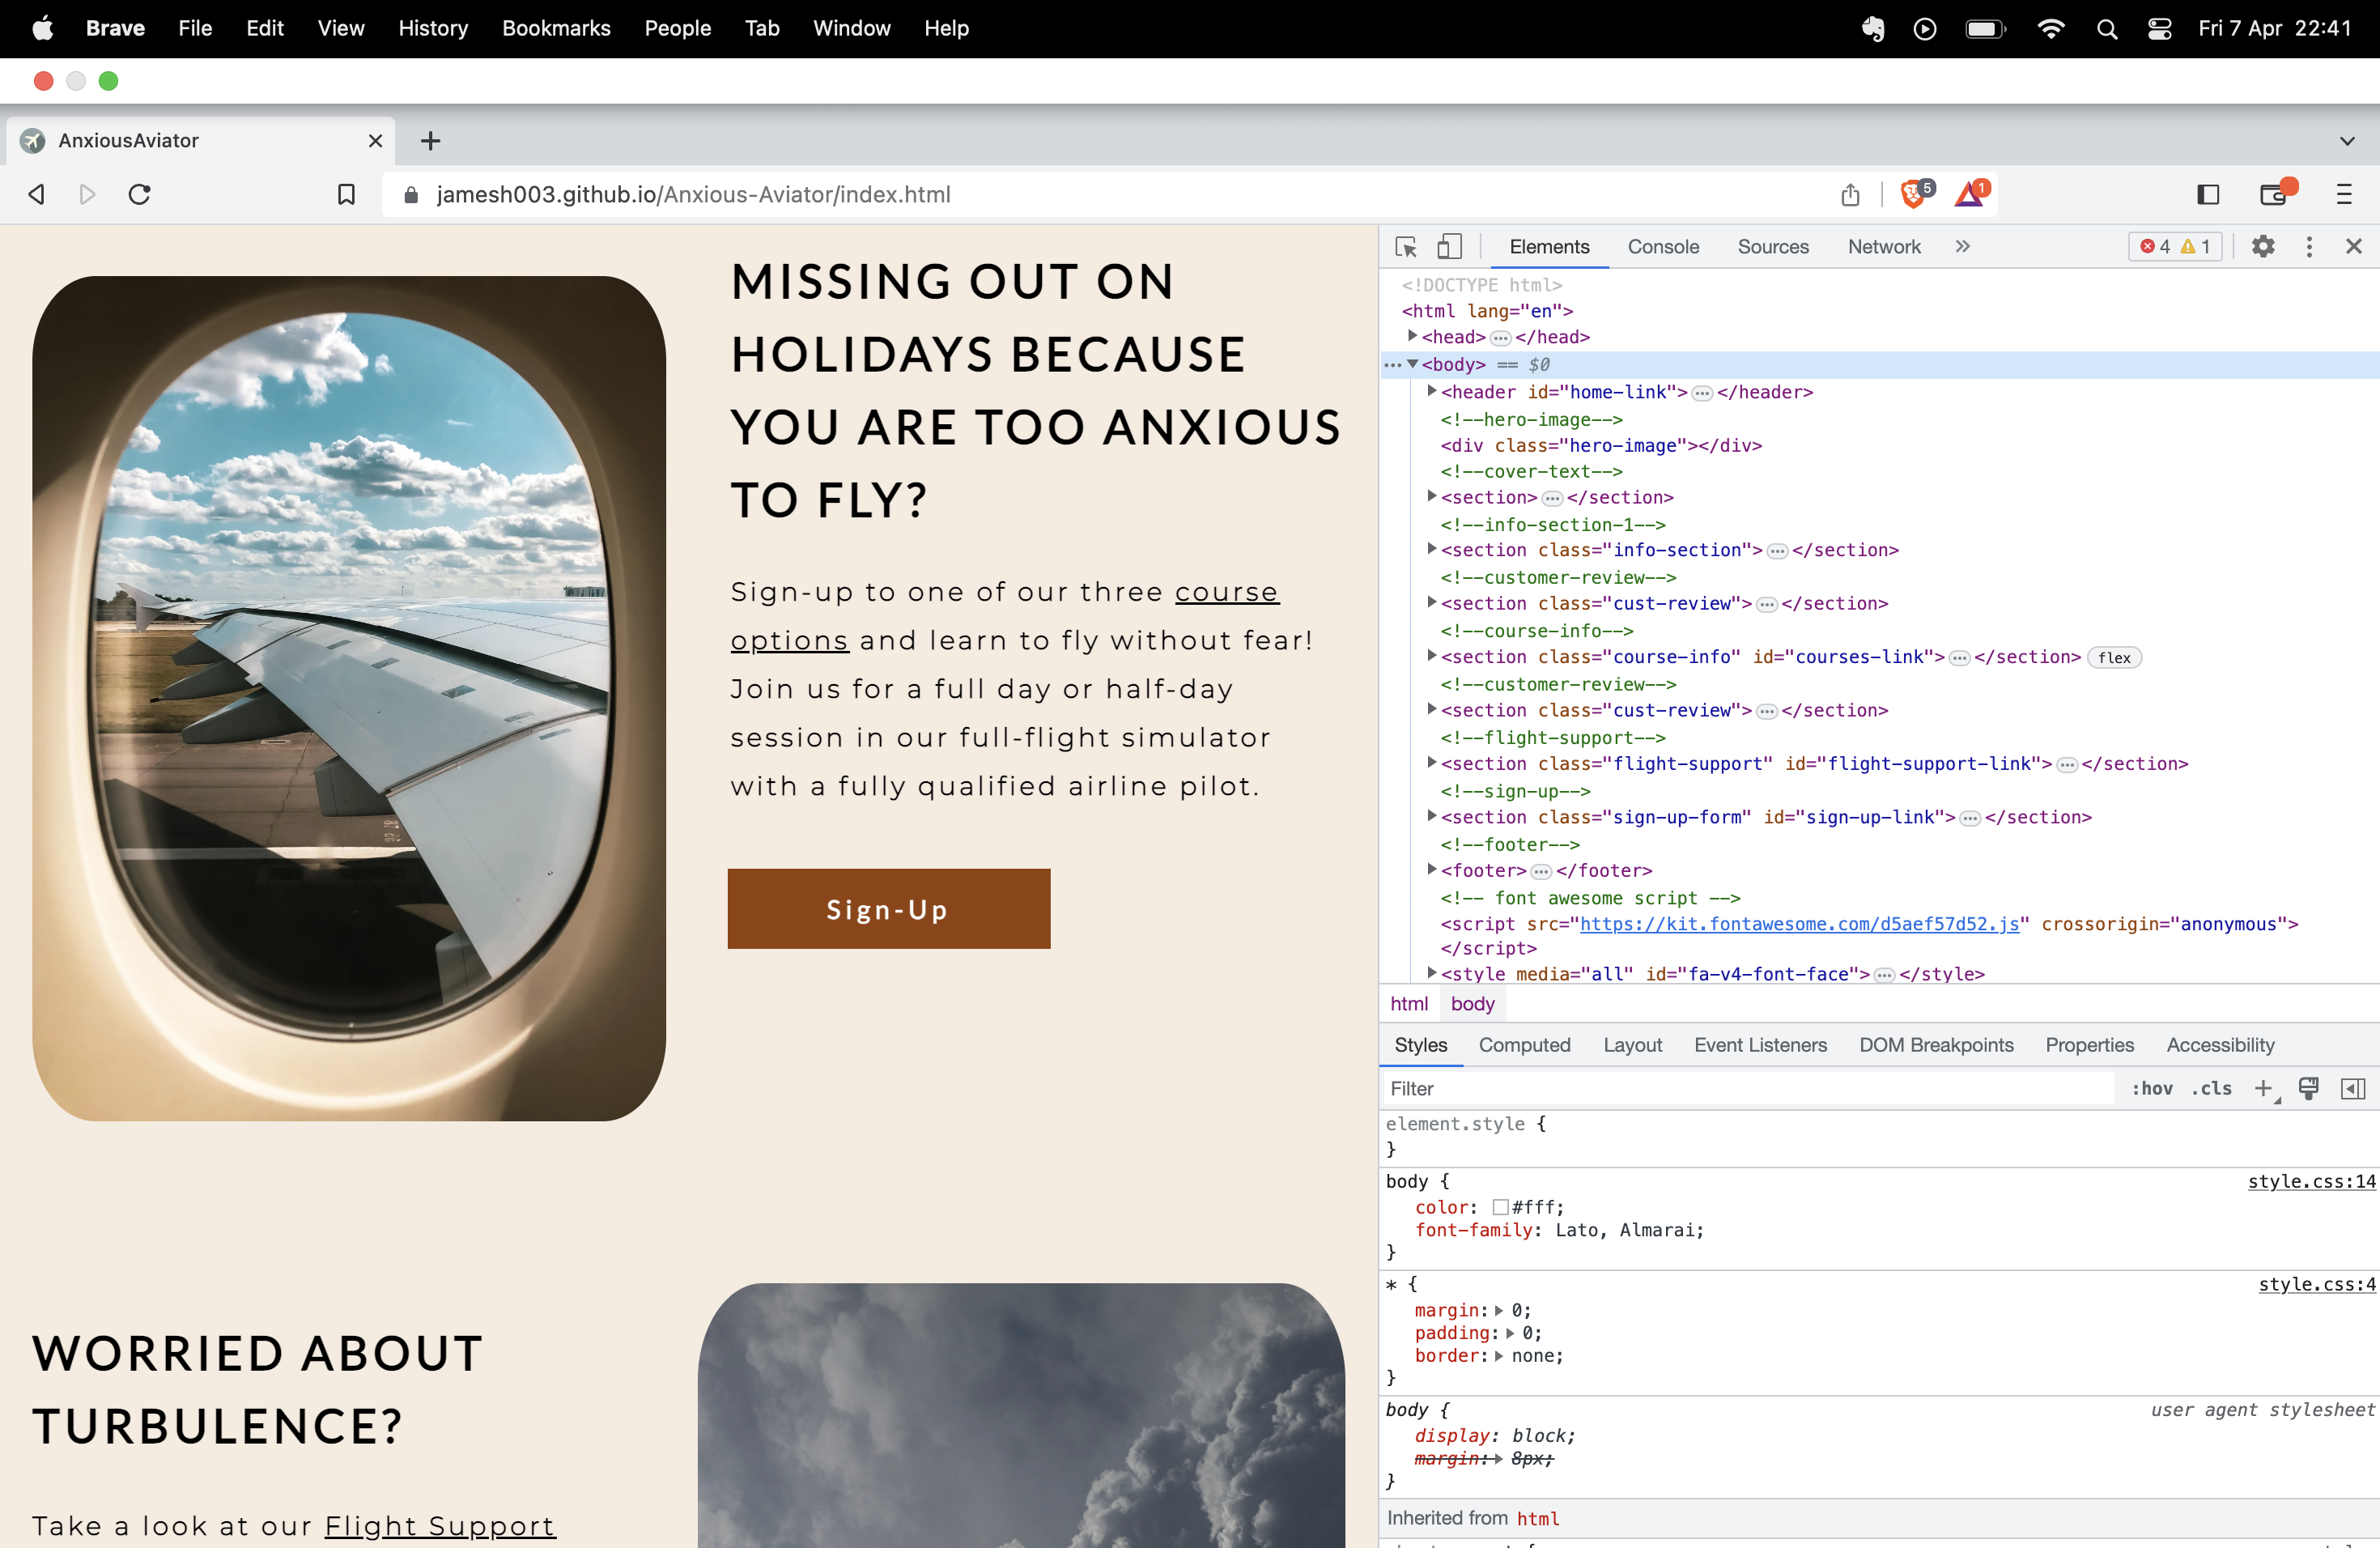 Brave File Edit View History Bookmarks People Tab Window Help Fri 7 Apr 22:41
AnxiousAviator
jamesh003.github.io/Anxious-Aviator/index.html 5 1
MISSING OUT ON
HOLIDAYS BECAUSE
YOU ARE TOO ANXIOUS
TO FLY?
Sign-up to one of our three course
options and learn to fly without fear!
Join us for a full day or half-day
session in our full-flight simulator
with a fully qualified airline pilot.
Sign-Up
WORRIED ABOUT
TURBULENCE?
Take a look at our Flight Support
Elements Console Sources Network 4 1
<!DOCTYPE html>
<html lang="en">
<head> … </head>
… <body> == $0
<header id="home-link"> … </header>
<!--hero-image-->
<div class="hero-image"></div>
<!--cover-text-->
<section> … </section>
<!--info-section-1-->
<section class="info-section"> … </section>
<!--customer-review-->
<section class="cust-review"> … </section>
<!--course-info-->
<section class="course-info" id="courses-link"> … </section> flex
<!--customer-review-->
<section class="cust-review"> … </section>
<!--flight-support-->
<section class="flight-support" id="flight-support-link"> … </section>
<!--sign-up-->
<section class="sign-up-form" id="sign-up-link"> … </section>
<!--footer-->
<footer> … </footer>
<!-- font awesome script -->
<script src="https://kit.fontawesome.com/d5aef57d52.js" crossorigin="anonymous">
</script>
<style media="all" id="fa-v4-font-face"> … </style>
html body
Styles Computed Layout Event Listeners DOM Breakpoints Properties Accessibility
Filter :hov .cls
element.style {
}
body { style.css:14
color: #fff;
font-family: Lato, Almarai;
}
* { style.css:4
margin: 0;
padding: 0;
border: none;
}
body { user agent stylesheet
display: block;
margin: 8px;
}
Inherited from html